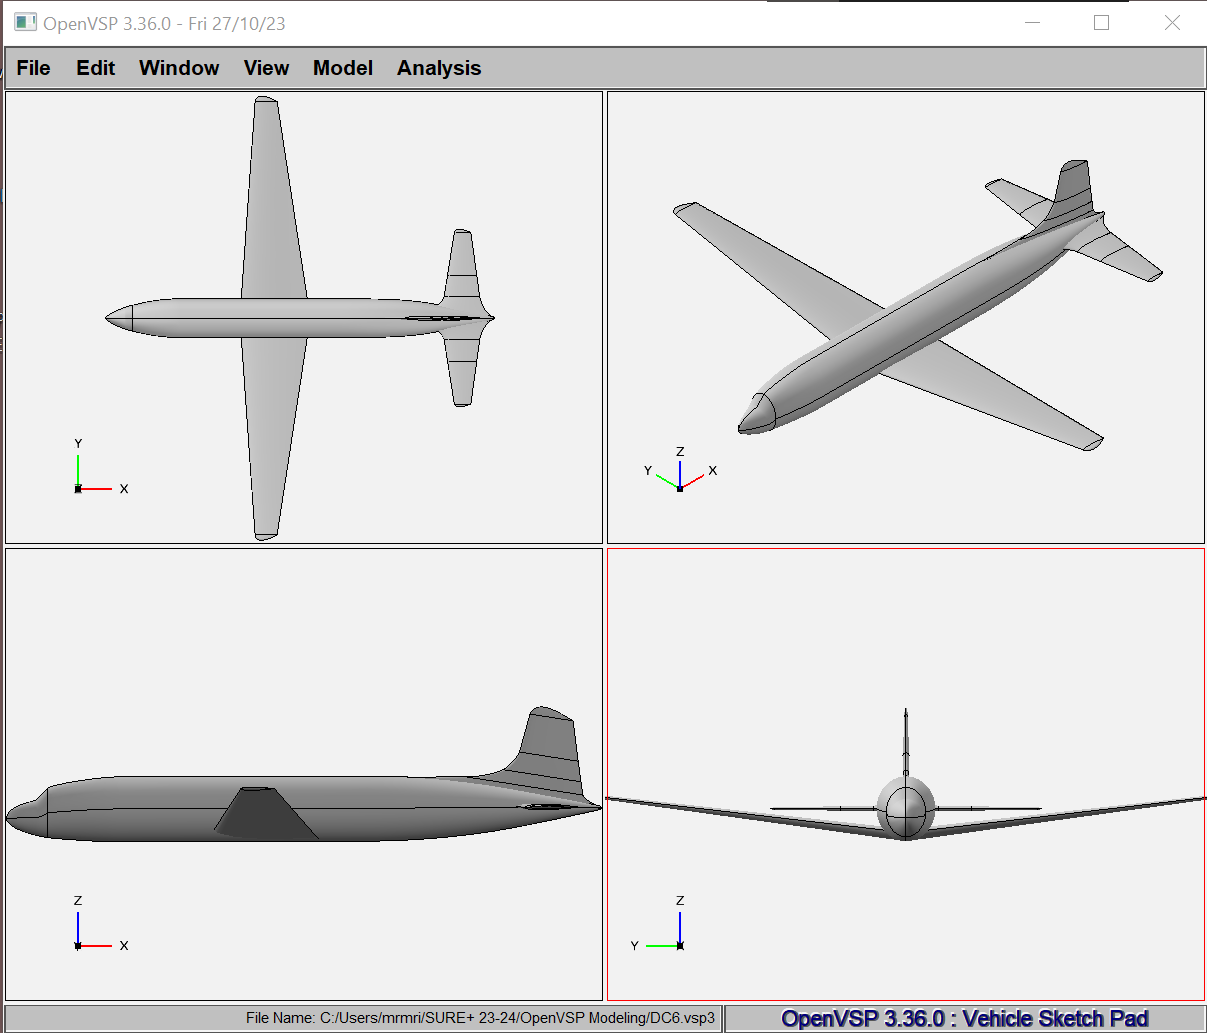 OpenVSP 3.36.0 - Fri 27/10/23
File Edit Window View Model Analysis
Y
X
Z
Y
X
Z
X
Y
Z
Y
X
File Name: C:/Users/mrmri/SURE+ 23-24/OpenVSP Modeling/DC6.vsp3
OpenVSP 3.36.0 : Vehicle Sketch Pad